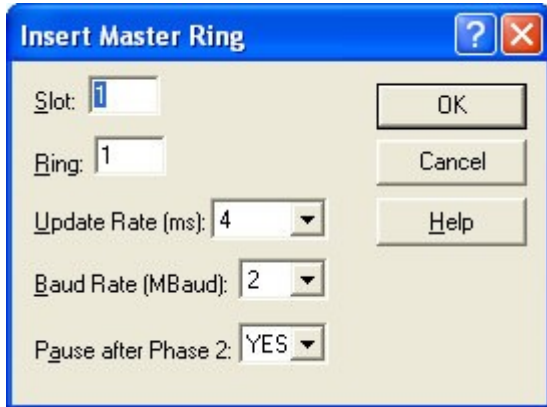 Insert Master Ring
Slot: 1
OK
Ring: 1
Cancel
Update Rate (ms): 4
Help
Baud Rate (MBaud): 2
Pause after Phase 2: YES